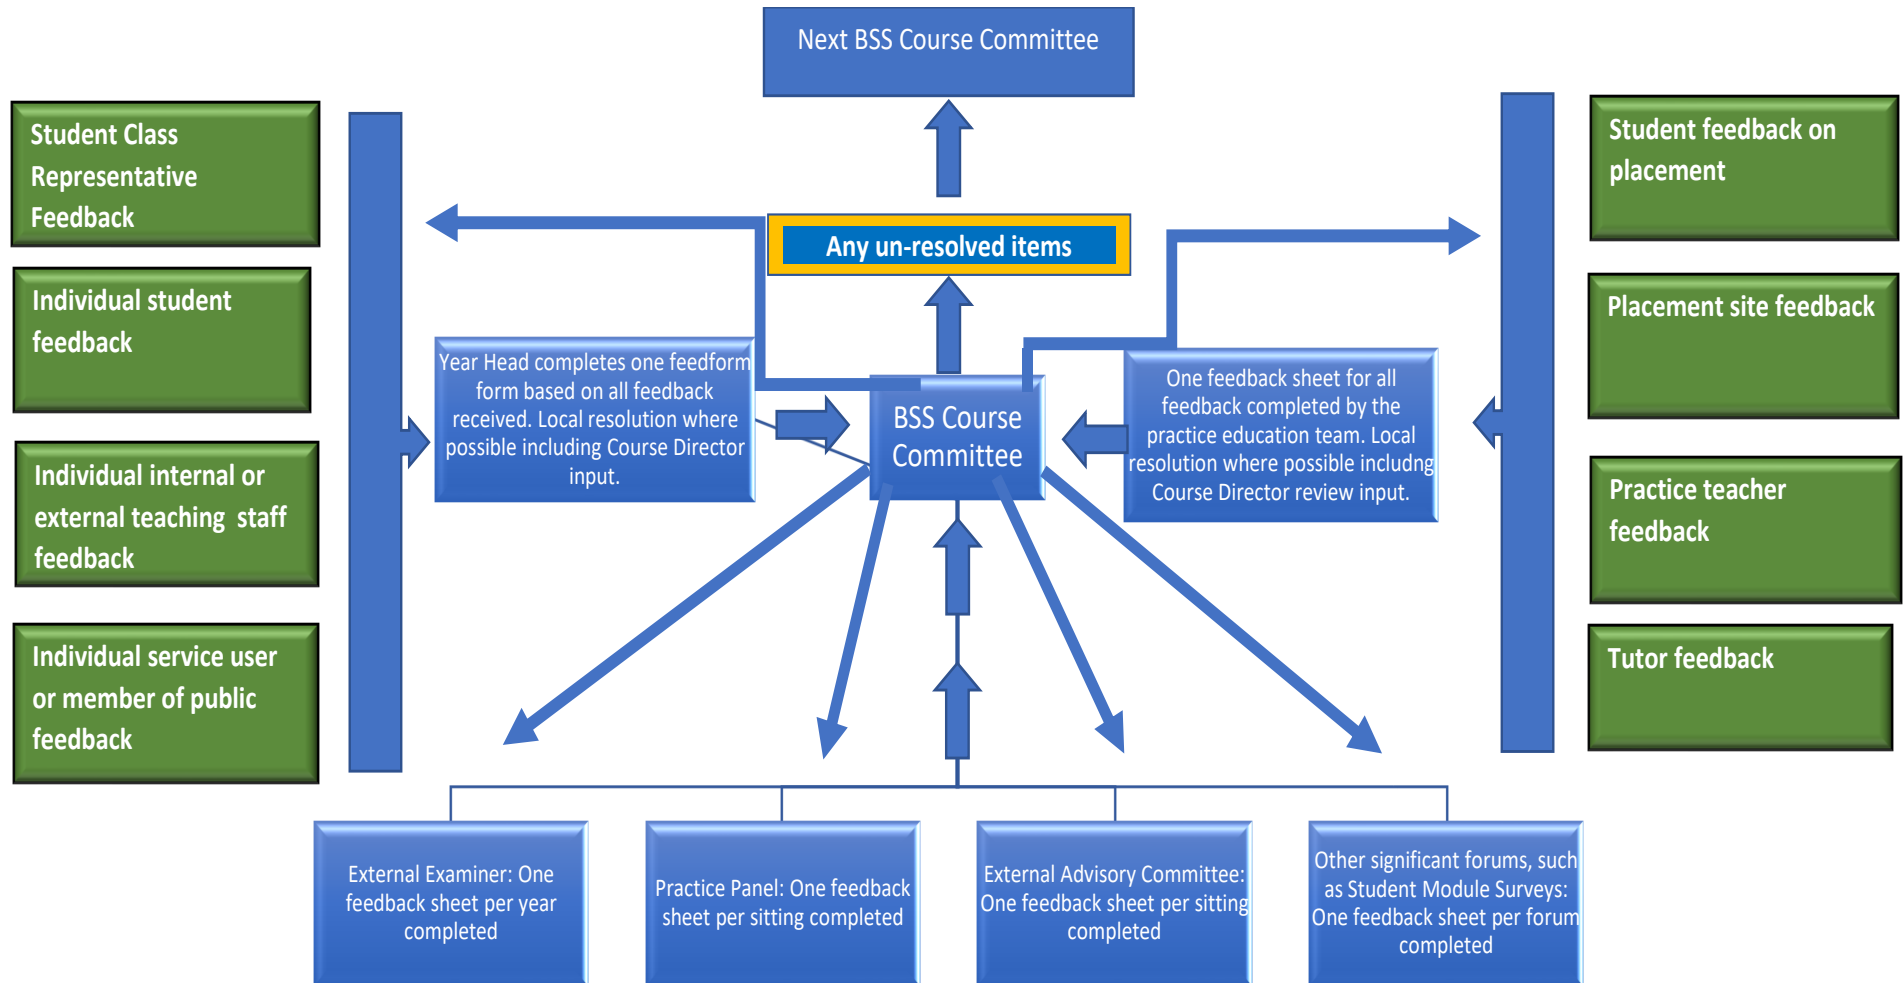 Next BSS Course Committee
Student Class
Representative
Feedback
Individual student
feedback
Individual internal or
external teaching staff
feedback
Individual service user
or member of public
feedback
Year Head completes one feedform
form based on all feedback
received. Local resolution where
possible including Course Director
input.
Any un-resolved items
BSS Course
Committee
One feedback sheet for all
feedback completed by the
practice education team. Local
resolution where possible includng
Course Director review input.
Student feedback on
placement
Placement site feedback
Practice teacher
feedback
Tutor feedback
External Examiner: One
feedback sheet per year
completed
Practice Panel: One feedback
sheet per sitting completed
External Advisory Committee:
One feedback sheet per sitting
completed
Other significant forums, such
as Student Module Surveys:
One feedback sheet per forum
completed